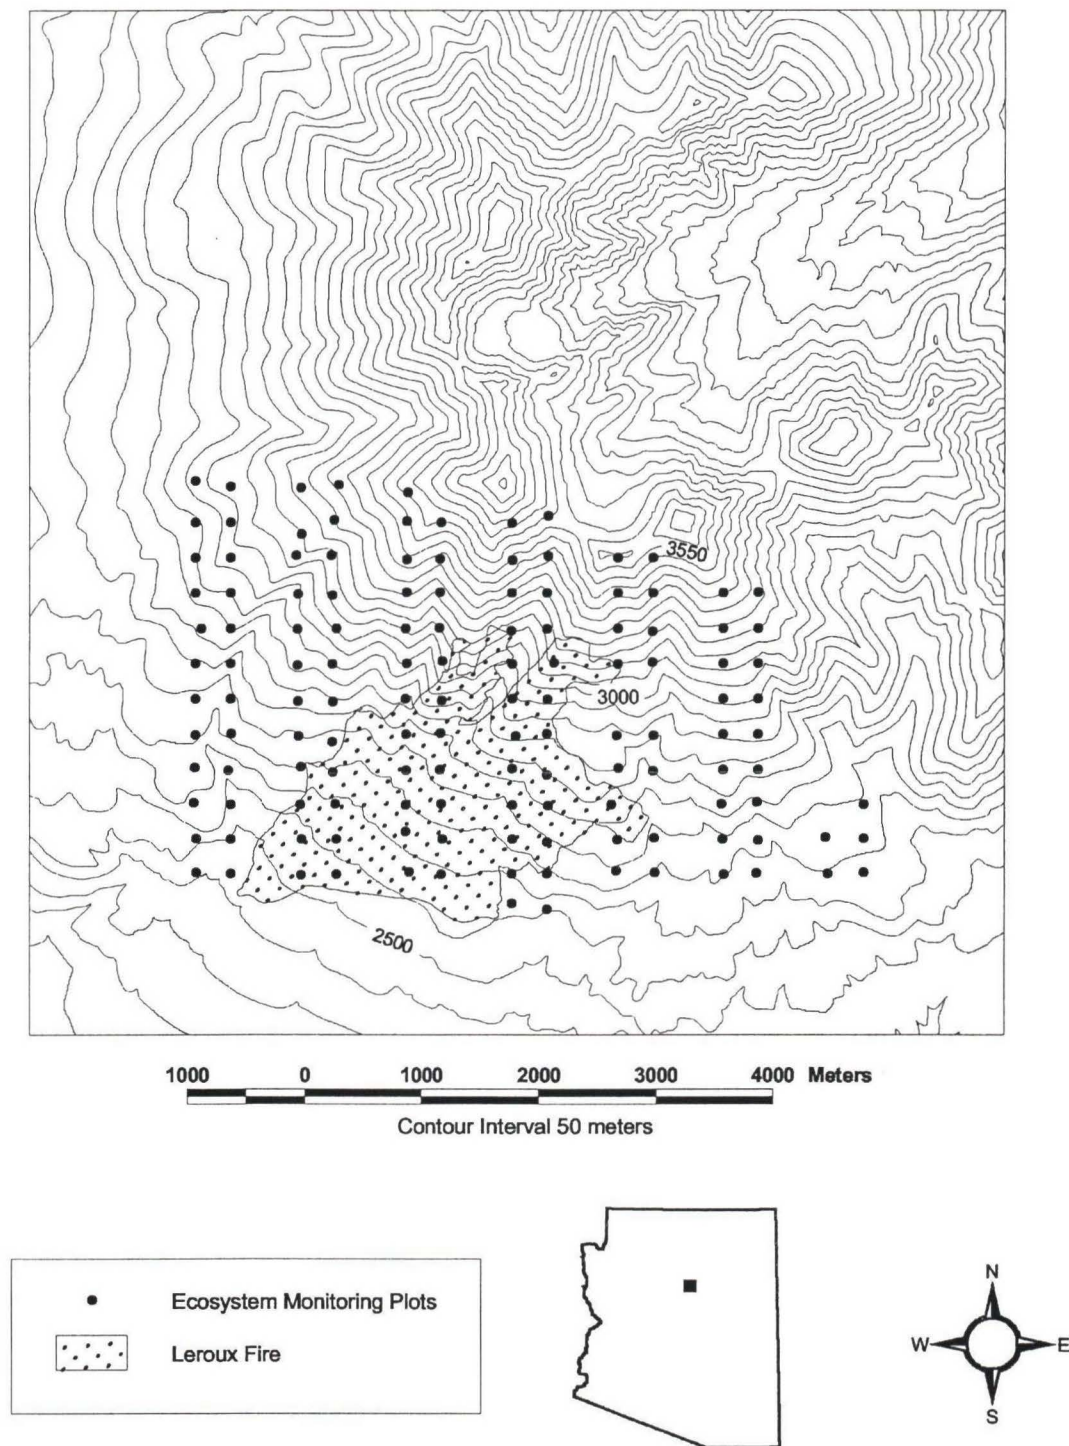 3550
3000
2500
1000 0 1000 2000 3000 4000 Meters
Contour Interval 50 meters
Ecosystem Monitoring Plots
Leroux Fire
N
W E
S